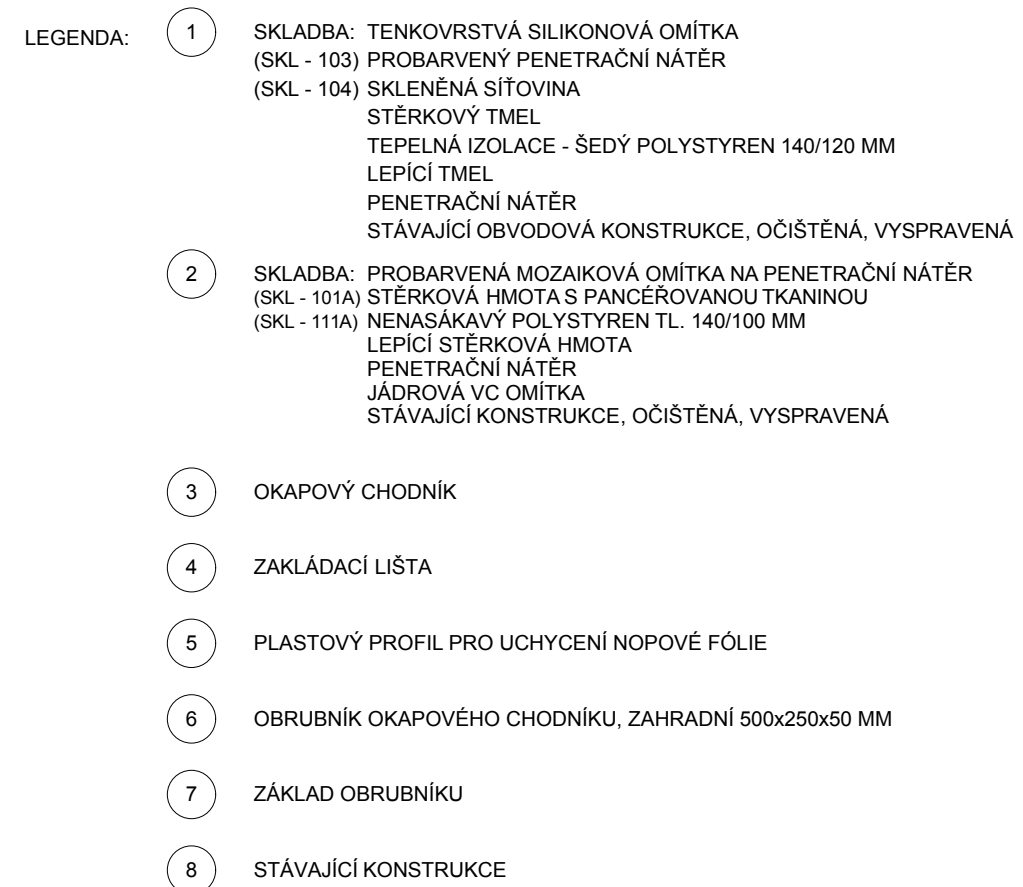 LEGENDA:
1 SKLADBA: TENKOVRSTVÁ SILIKONOVÁ OMÍTKA
(SKL - 103) PROBARVENÝ PENETRAČNÍ NÁTĚR
(SKL - 104) SKLENĚNÁ SÍŤOVINA
STĚRKOVÝ TMEL
TEPELNÁ IZOLACE - ŠEDÝ POLYSTYREN 140/120 MM
LEPÍCÍ TMEL
PENETRAČNÍ NÁTĚR
STÁVAJÍCÍ OBVODOVÁ KONSTRUKCE, OČIŠTĚNÁ, VYSPRAVENÁ
2 SKLADBA: PROBARVENÁ MOZAIKOVÁ OMÍTKA NA PENETRAČNÍ NÁTĚR
(SKL - 101A) STĚRKOVÁ HMOTA S PANCÉŘOVANOU TKANINOU
(SKL - 111A) NENASÁKAVÝ POLYSTYREN TL. 140/100 MM
LEPÍCÍ STĚRKOVÁ HMOTA
PENETRAČNÍ NÁTĚR
JÁDROVÁ VC OMÍTKA
STÁVAJÍCÍ KONSTRUKCE, OČIŠTĚNÁ, VYSPRAVENÁ
3 OKAPOVÝ CHODNÍK
4 ZAKLÁDACÍ LIŠTA
5 PLASTOVÝ PROFIL PRO UCHYCENÍ NOPOVÉ FÓLIE
6 OBRUBNÍK OKAPOVÉHO CHODNÍKU, ZAHRADNÍ 500x250x50 MM
7 ZÁKLAD OBRUBNÍKU
8 STÁVAJÍCÍ KONSTRUKCE